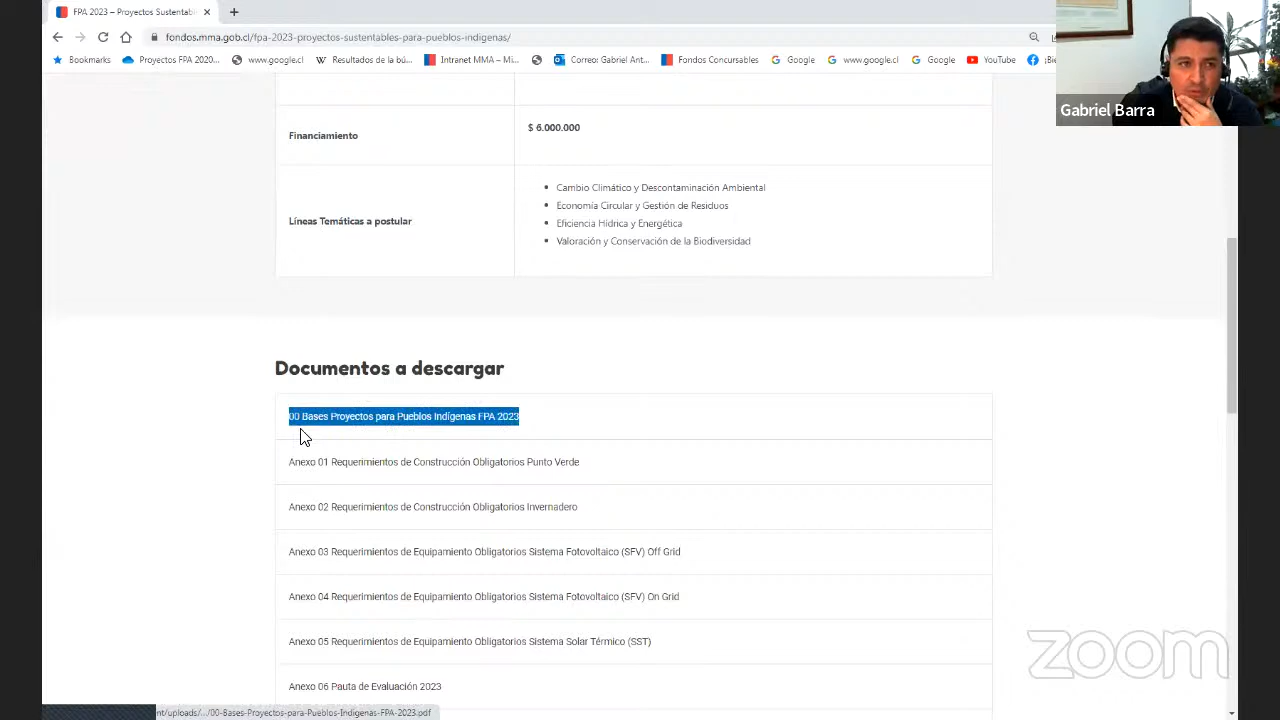 FPA 2023 – Proyectos Sustentabl
fondos.mma.gob.cl/fpa-2023-proyectos-sustentables-para-pueblos-indigenas/
Bookmarks
Proyectos FPA 2020...
www.google.cl
Resultados de la bú...
Intranet MMA – Mi...
Correo: Gabriel Ant...
Fondos Concursables
Google
www.google.cl
Google
YouTube
¡Bie
Gabriel Barra
Financiamiento
$ 6.000.000
Líneas Temáticas a postular
Cambio Climático y Descontaminación Ambiental
Economía Circular y Gestión de Residuos
Eficiencia Hídrica y Energética
Valoración y Conservación de la Biodiversidad
Documentos a descargar
00 Bases Proyectos para Pueblos Indígenas FPA 2023
Anexo 01 Requerimientos de Construcción Obligatorios Punto Verde
Anexo 02 Requerimientos de Construcción Obligatorios Invernadero
Anexo 03 Requerimientos de Equipamiento Obligatorios Sistema Fotovoltaico (SFV) Off Grid
Anexo 04 Requerimientos de Equipamiento Obligatorios Sistema Fotovoltaico (SFV) On Grid
Anexo 05 Requerimientos de Equipamiento Obligatorios Sistema Solar Térmico (SST)
Anexo 06 Pauta de Evaluación 2023
zoom
nt/uploads/.../00-Bases-Proyectos-para-Pueblos-Indigenas-FPA-2023.pdf